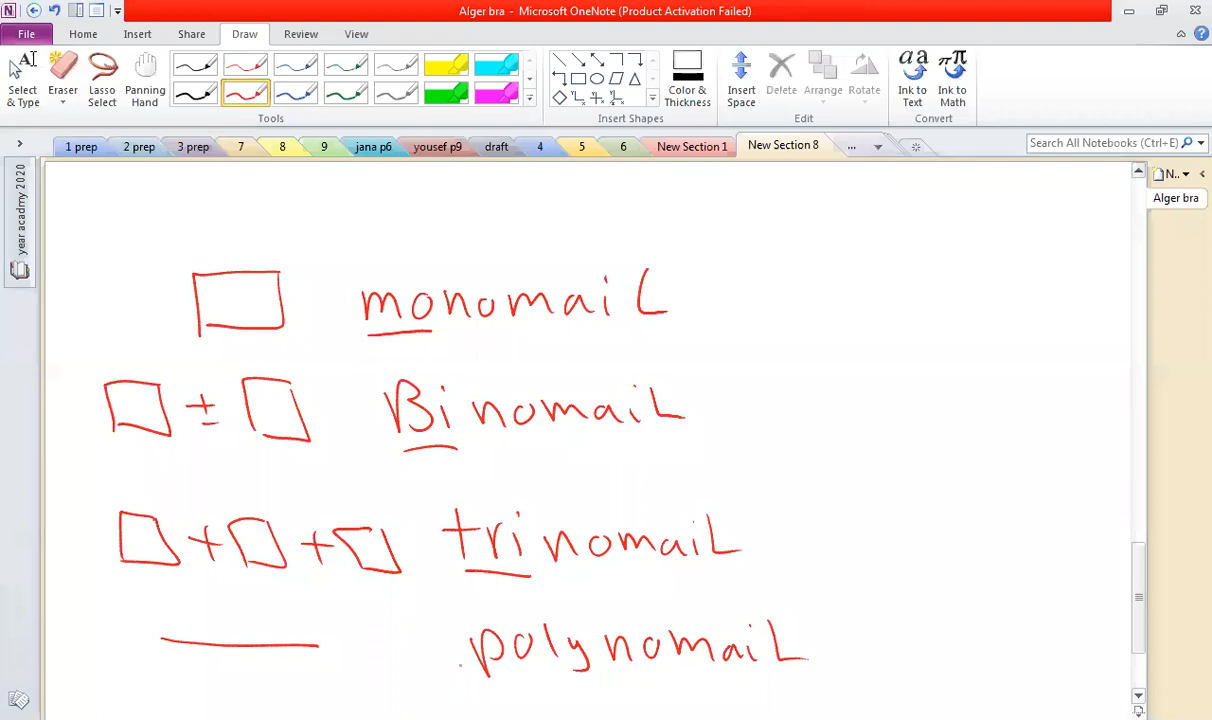 Alger bra - Microsoft OneNote (Product Activation Failed)
File Home Insert Share Draw Review View
Select & Type Eraser Lasso Select Panning Hand Color & Thickness Insert Space Delete Arrange Rotate Ink to Text Ink to Math
Tools Insert Shapes Edit Convert
1 prep 2 prep 3 prep 7 8 9 jana p6 yousef p9 draft 4 5 6 New Section 1 New Section 8 ... Search All Notebooks (Ctrl+E)
N..
Alger bra
year acadmy 2020
monomail
± Binomail
+ + trinomail
polynomail